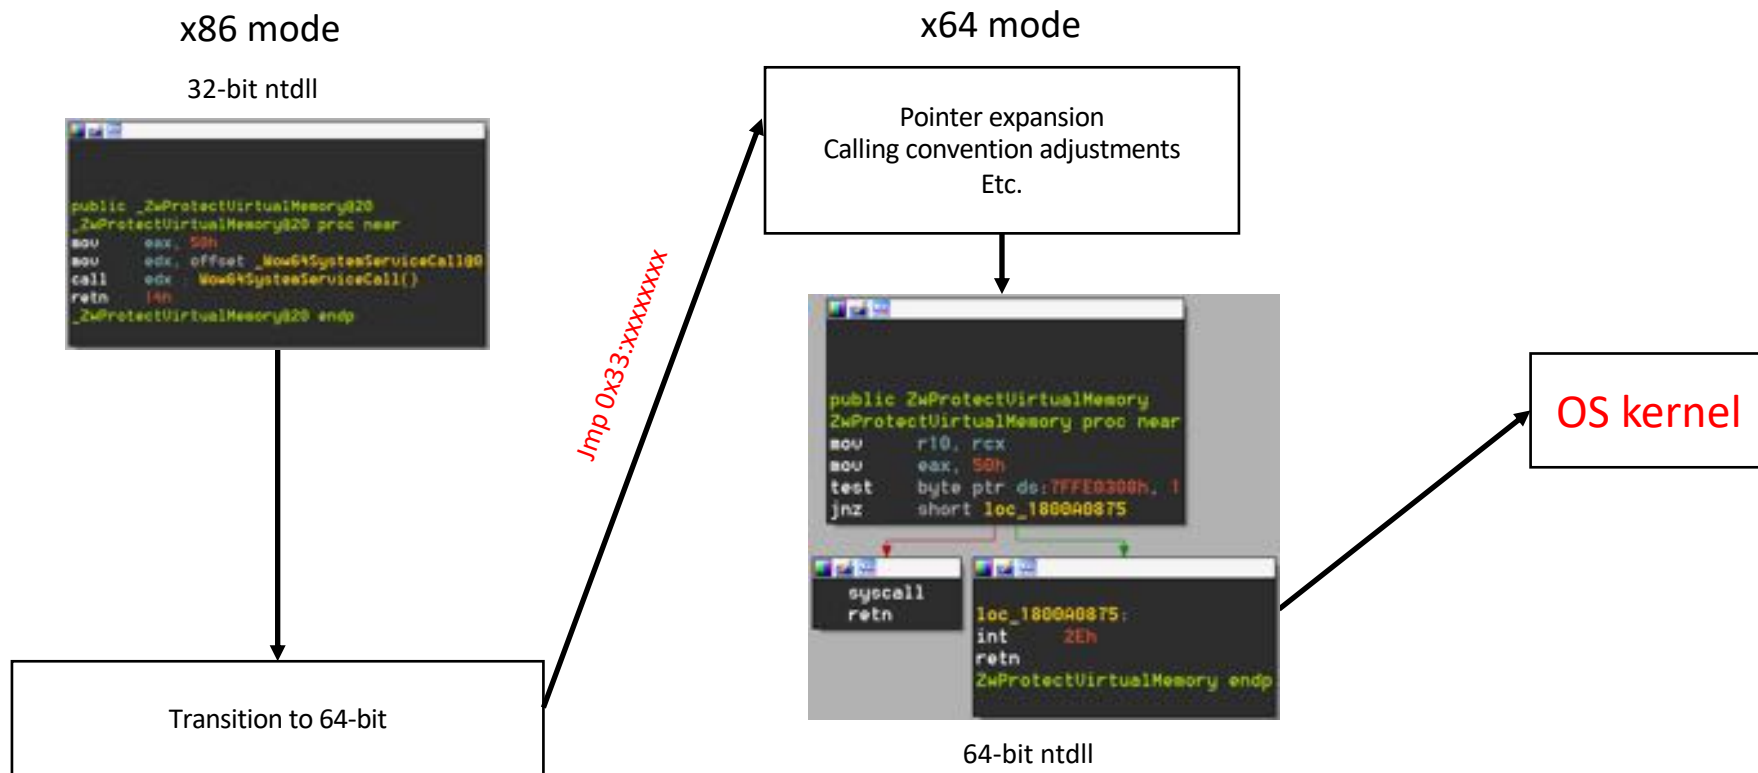 x86 mode
32-bit ntdll
public _ZwProtectVirtualMemory@20
_ZwProtectVirtualMemory@20 proc near
mov eax, 50h
mov edx, offset _Wow64SystemServiceCall@0
call edx ; Wow64SystemServiceCall()
retn 14h
_ZwProtectVirtualMemory@20 endp
Transition to 64-bit
Jmp 0x33:xxxxxxxx
x64 mode
Pointer expansion
Calling convention adjustments
Etc.
public ZwProtectVirtualMemory
ZwProtectVirtualMemory proc near
mov r10, rcx
mov eax, 50h
test byte ptr ds:7FFE0308h, 1
jnz short loc_1800A0875
syscall
retn
loc_1800A0875:
int 2Eh
retn
ZwProtectVirtualMemory endp
64-bit ntdll
OS kernel